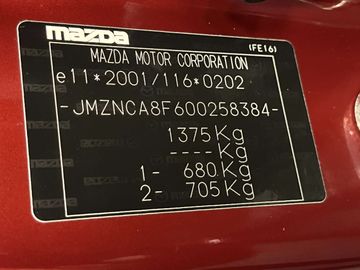 mazda
(FE16)
MAZDA MOTOR CORPORATION
e11*2001/116*0202
-JMZNCA8F600258384-
1375Kg
----Kg
1- 680Kg
2- 705Kg